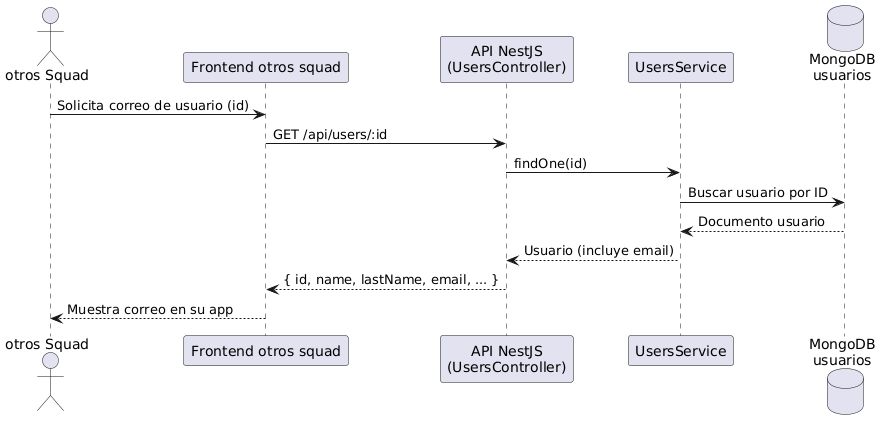 otros Squad
Frontend otros squad
API NestJS
(UsersController)
UsersService
MongoDB
usuarios
Solicita correo de usuario (id)
GET /api/users/:id
findOne(id)
Buscar usuario por ID
Documento usuario
Usuario (incluye email)
{ id, name, lastName, email, ... }
Muestra correo en su app
otros Squad
Frontend otros squad
API NestJS
(UsersController)
UsersService
MongoDB
usuarios